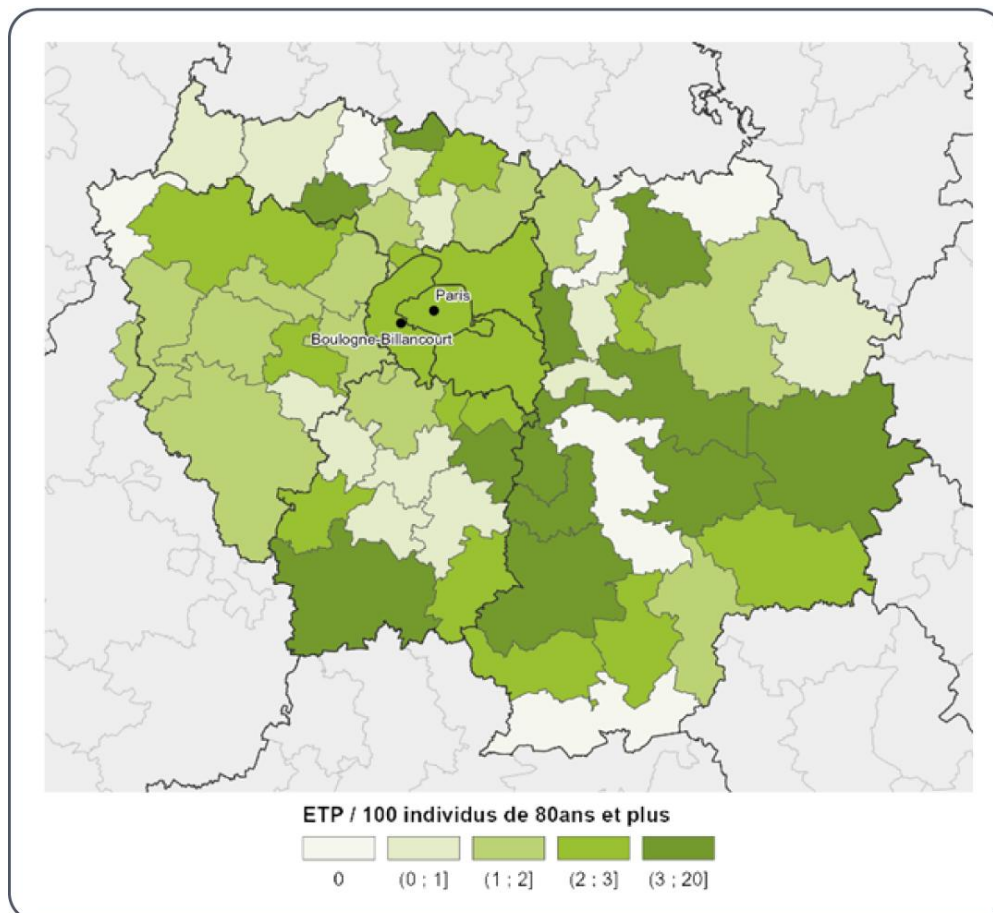 Paris
Boulogne-Billancourt
ETP / 100 individus de 80ans et plus
0 (0 ; 1] (1 ; 2] (2 ; 3] (3 ; 20]